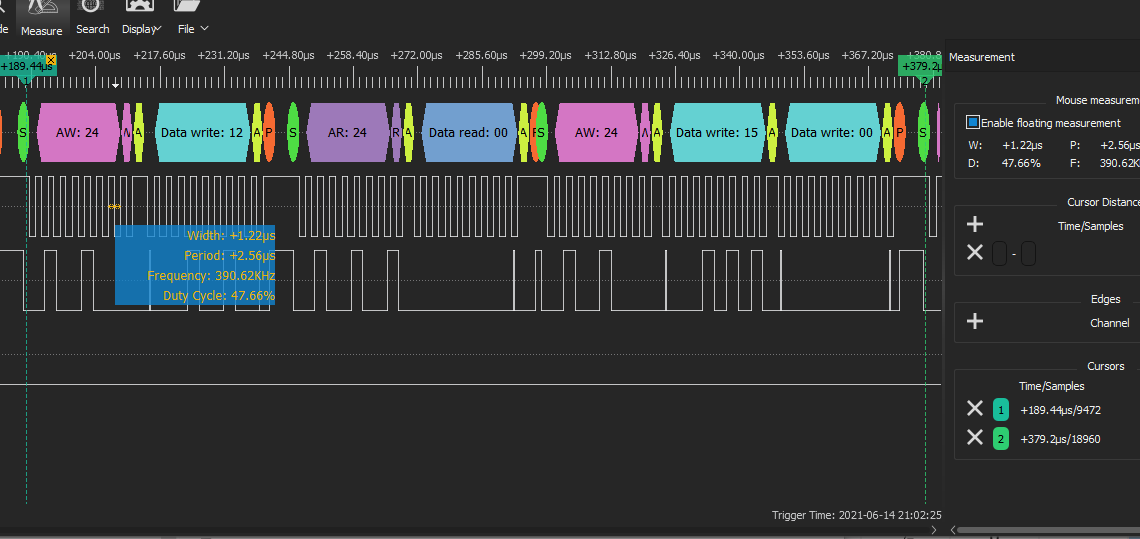 de Measure Search Display File
+190.40µs +204.00µs +217.60µs +231.20µs +244.80µs +258.40µs +272.00µs +285.60µs +299.20µs +312.80µs +326.40µs +340.00µs +353.60µs +367.20µs +380.8
+189.44µs +379.2µ
2
S AW: 24 A A Data write: 12 A P S AR: 24 R A Data read: 00 A P S AW: 24 A A Data write: 15 A Data write: 00 A P S
Width: +1.22µs
Period: +2.56µs
Frequency: 390.62KHz
Duty Cycle: 47.66%
Trigger Time: 2021-06-14 21:02:25
Measurement
Mouse measurem
Enable floating measurement
W: +1.22µs P: +2.56µs
D: 47.66% F: 390.62K
Cursor Distance
Time/Samples
-
Edges
Channel
Cursors
Time/Samples
1 +189.44µs/9472
2 +379.2µs/18960